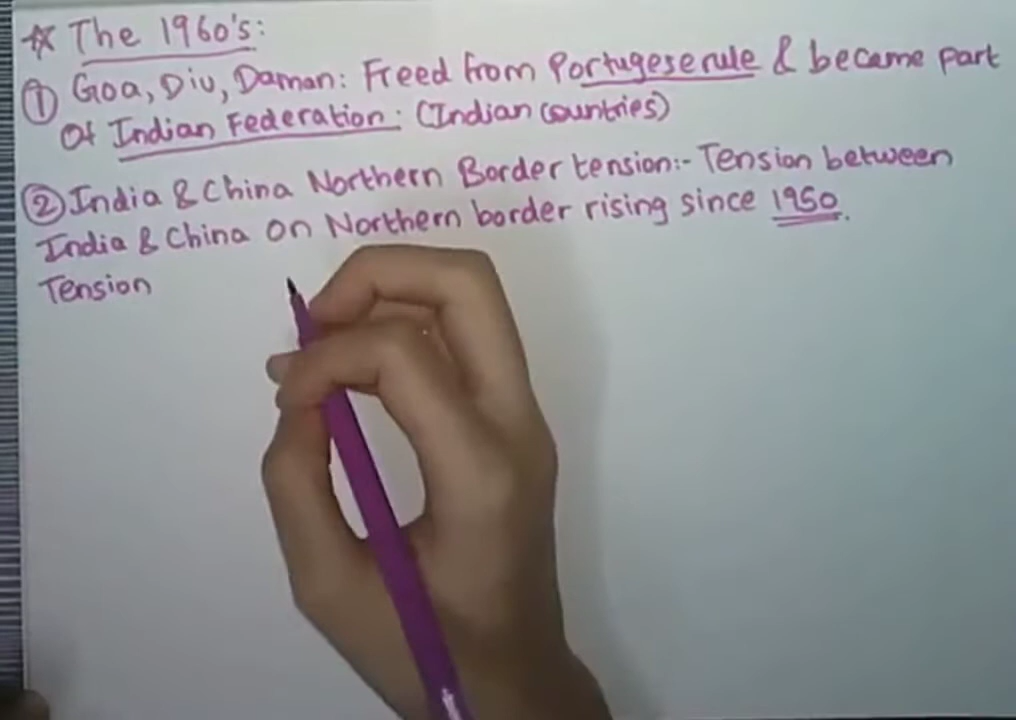 ☆ The 1960's:
① Goa, Diu, Daman: Freed from Portugese rule & became part
Of Indian Federation: (Indian countries)
② India & China Northern Border tension:- Tension between
India & China On Northern border rising since 1950.
Tension